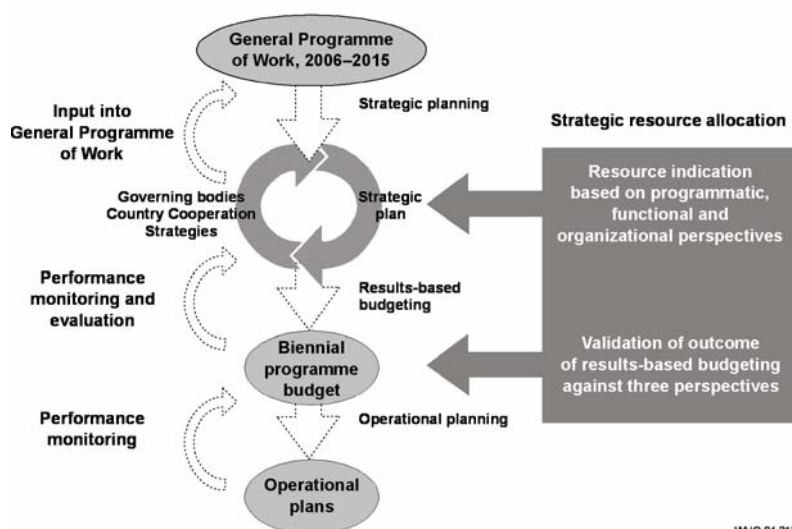 General Programme
of Work, 2006–2015
Strategic planning
Input into
General Programme
of Work
Strategic resource allocation
Resource indication
based on programmatic,
functional and
organizational perspectives
Governing bodies
Country Cooperation
Strategies
Strategic
plan
Performance
monitoring and
evaluation
Results-based
budgeting
Biennial
programme
budget
Validation of outcome
of results-based budgeting
against three perspectives
Performance
monitoring
Operational planning
Operational
plans